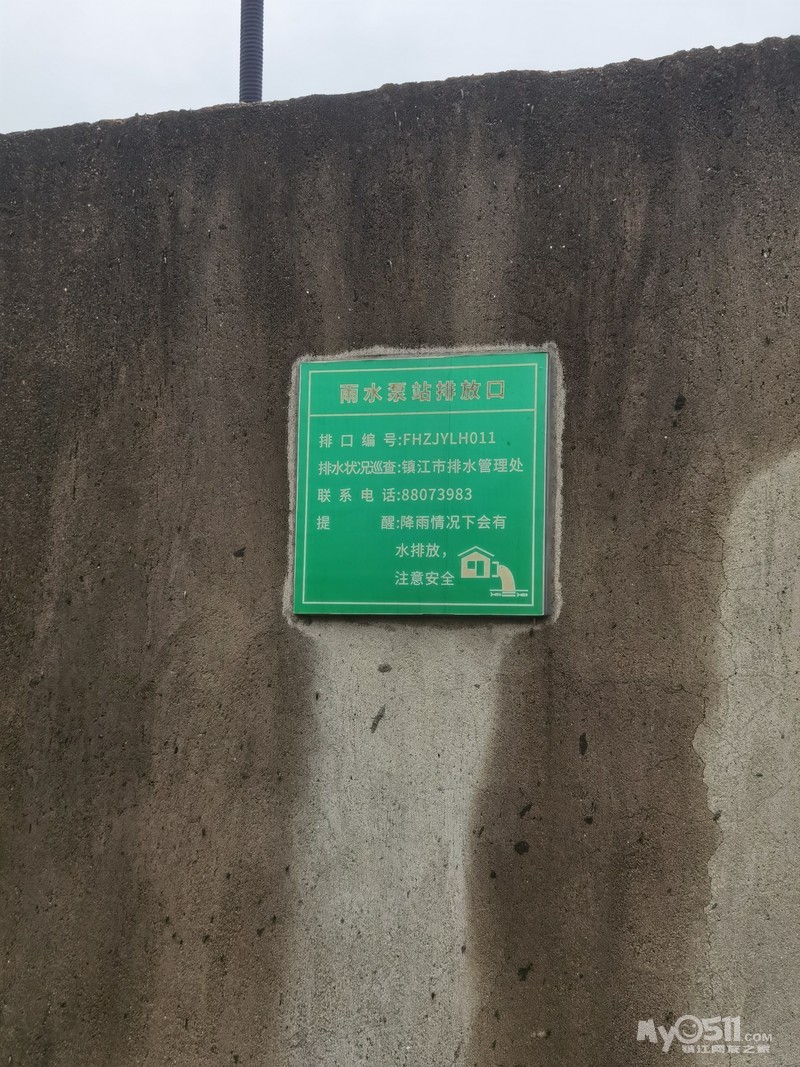 雨水泵站排放口
排口编号:FHZJYLH011
排水状况巡查:镇江市排水管理处
联系电话:88073983
提醒:降雨情况下会有
水排放，
注意安全
My0511.COM
镇江网友之家